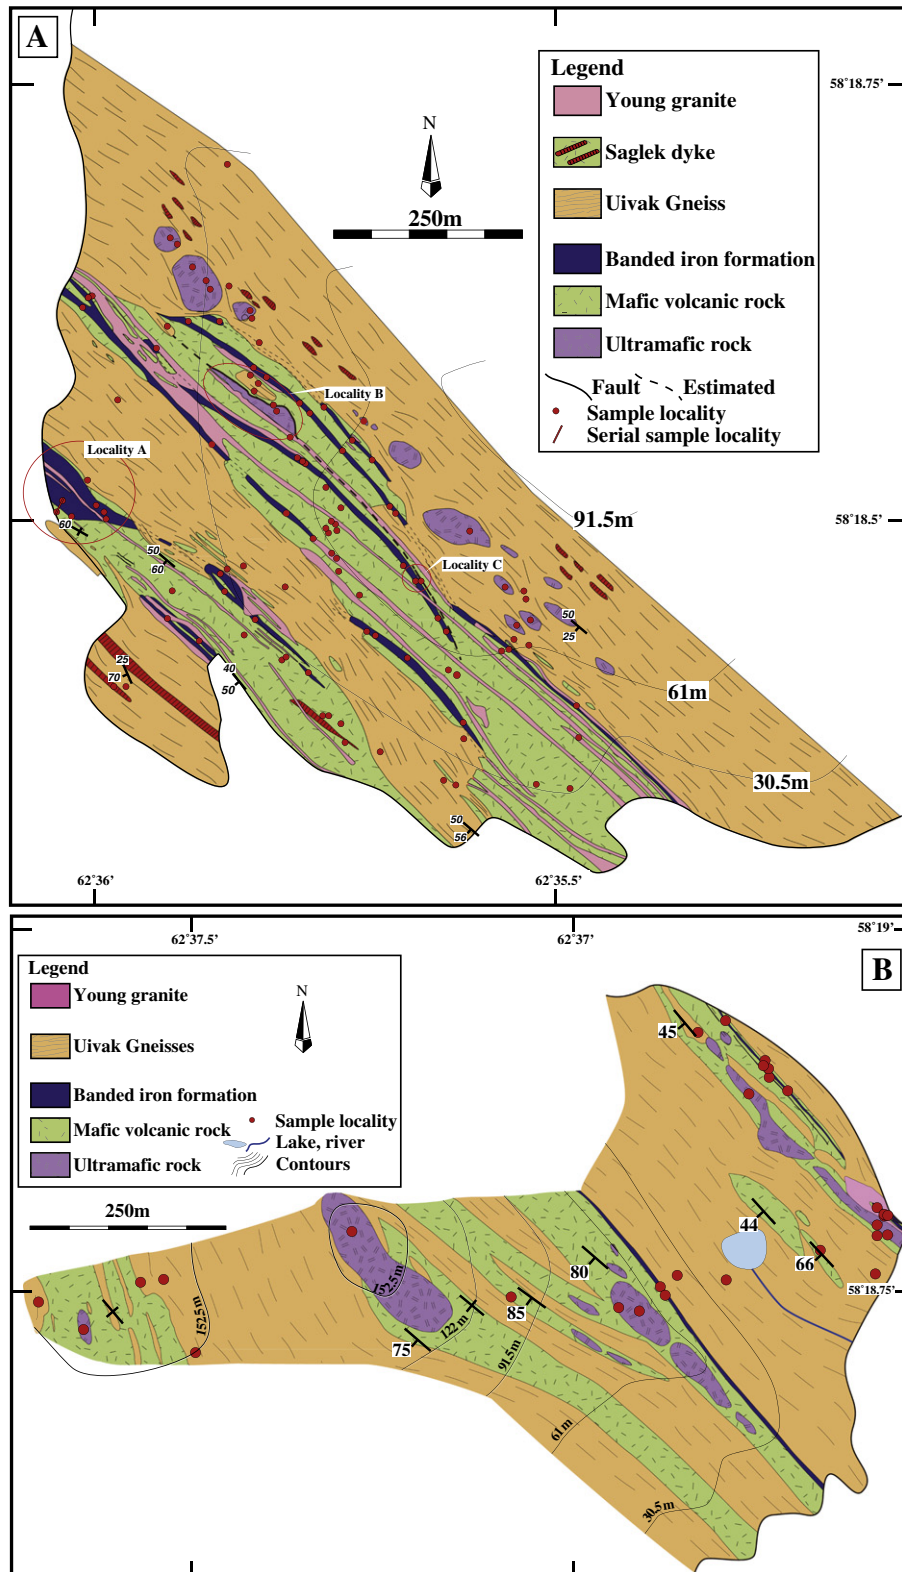 A
Legend
Young granite
Saglek dyke
Uivak Gneiss
Banded iron formation
Mafic volcanic rock
Ultramafic rock
Fault
Estimated
Sample locality
Serial sample locality
58˚18.75’
N
250m
Locality B
Locality A
91.5m
58˚18.5’
60
50
60
Locality C
50
25
25
70
40
50
61m
30.5m
50
56
62˚36’
62˚35.5’
B
62˚37.5’
62˚37’
58˚19’
Legend
Young granite
N
Uivak Gneisses
Banded iron formation
Mafic volcanic rock
Ultramafic rock
Sample locality
Lake, river
Contours
250m
45
44
66
80
58˚18.75’
85
75
152.5m
122 m
91.5m
61m
30.5m